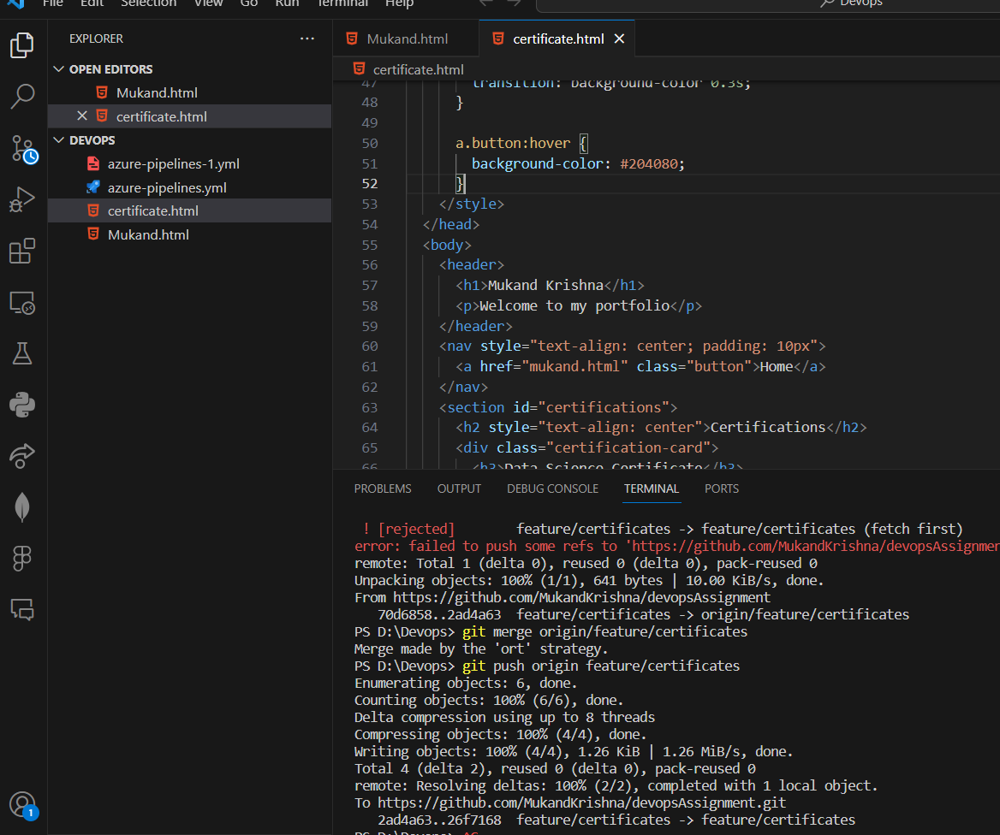 File Edit Selection View Go Run Terminal Help
Devops
EXPLORER
OPEN EDITORS
Mukand.html
certificate.html
DEVOPS
azure-pipelines-1.yml
azure-pipelines.yml
certificate.html
Mukand.html
1
Mukand.html
certificate.html
certificate.html
47 transition: background-color 0.3s;
48 }
49
50 a.button:hover {
51 background-color: #204080;
52 }
53 </style>
54 </head>
55 <body>
56 <header>
57 <h1>Mukand Krishna</h1>
58 <p>Welcome to my portfolio</p>
59 </header>
60 <nav style="text-align: center; padding: 10px">
61 <a href="mukand.html" class="button">Home</a>
62 </nav>
63 <section id="certifications">
64 <h2 style="text-align: center">Certifications</h2>
65 <div class="certification-card">
66 <h3>Data Science Certificate</h3>
PROBLEMS OUTPUT DEBUG CONSOLE TERMINAL PORTS
! [rejected] feature/certificates -> feature/certificates (fetch first)
error: failed to push some refs to 'https://github.com/MukandKrishna/devopsAssignmen
remote: Total 1 (delta 0), reused 0 (delta 0), pack-reused 0
Unpacking objects: 100% (1/1), 641 bytes | 10.00 KiB/s, done.
From https://github.com/MukandKrishna/devopsAssignment
70d6858..2ad4a63 feature/certificates -> origin/feature/certificates
PS D:\Devops> git merge origin/feature/certificates
Merge made by the 'ort' strategy.
PS D:\Devops> git push origin feature/certificates
Enumerating objects: 6, done.
Counting objects: 100% (6/6), done.
Delta compression using up to 8 threads
Compressing objects: 100% (4/4), done.
Writing objects: 100% (4/4), 1.26 KiB | 1.26 MiB/s, done.
Total 4 (delta 2), reused 0 (delta 0), pack-reused 0
remote: Resolving deltas: 100% (2/2), completed with 1 local object.
To https://github.com/MukandKrishna/devopsAssignment.git
2ad4a63..26f7168 feature/certificates -> feature/certificates
PS D:\Devops>